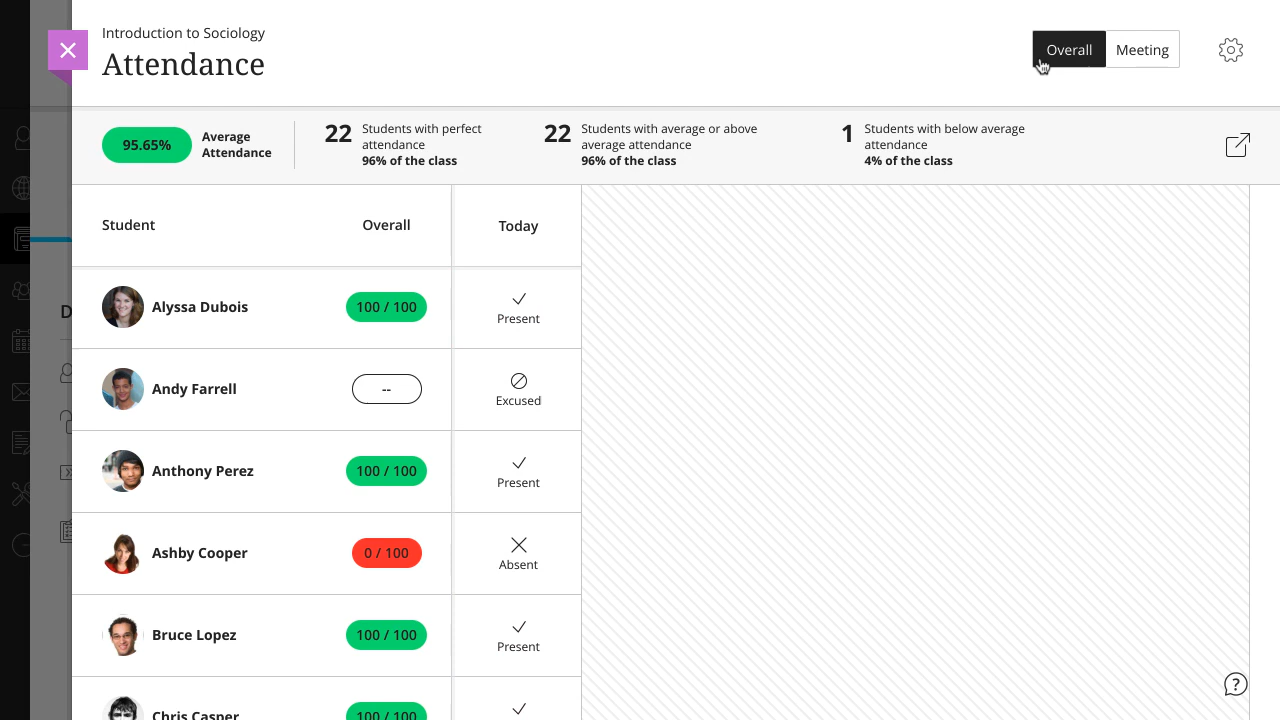 Introduction to Sociology
Attendance
Overall
Meeting
95.65%
Average
Attendance
22
Students with perfect
attendance
96% of the class
22
Students with average or above
average attendance
96% of the class
1
Students with below average
attendance
4% of the class
Student
Overall
Today
D
Alyssa Dubois
100 / 100
Present
Andy Farrell
--
Excused
Anthony Perez
100 / 100
Present
Ashby Cooper
0 / 100
Absent
Bruce Lopez
100 / 100
Present
Chris Casper
100 / 100
?